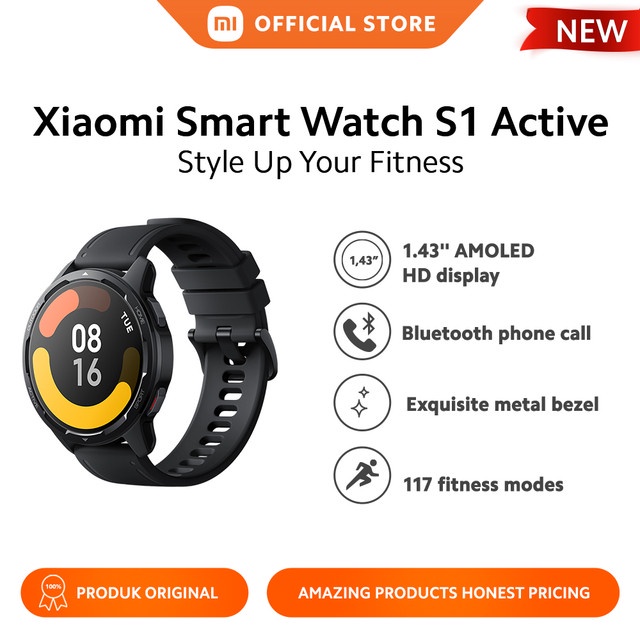 mi OFFICIAL STORE
NEW
Xiaomi Smart Watch S1 Active
Style Up Your Fitness
HOME
TUE
08
16
SPORT
1,43"
1.43'' AMOLED
HD display
Bluetooth phone call
Exquisite metal bezel
117 fitness modes
100%
PRODUK ORIGINAL
AMAZING PRODUCTS HONEST PRICING